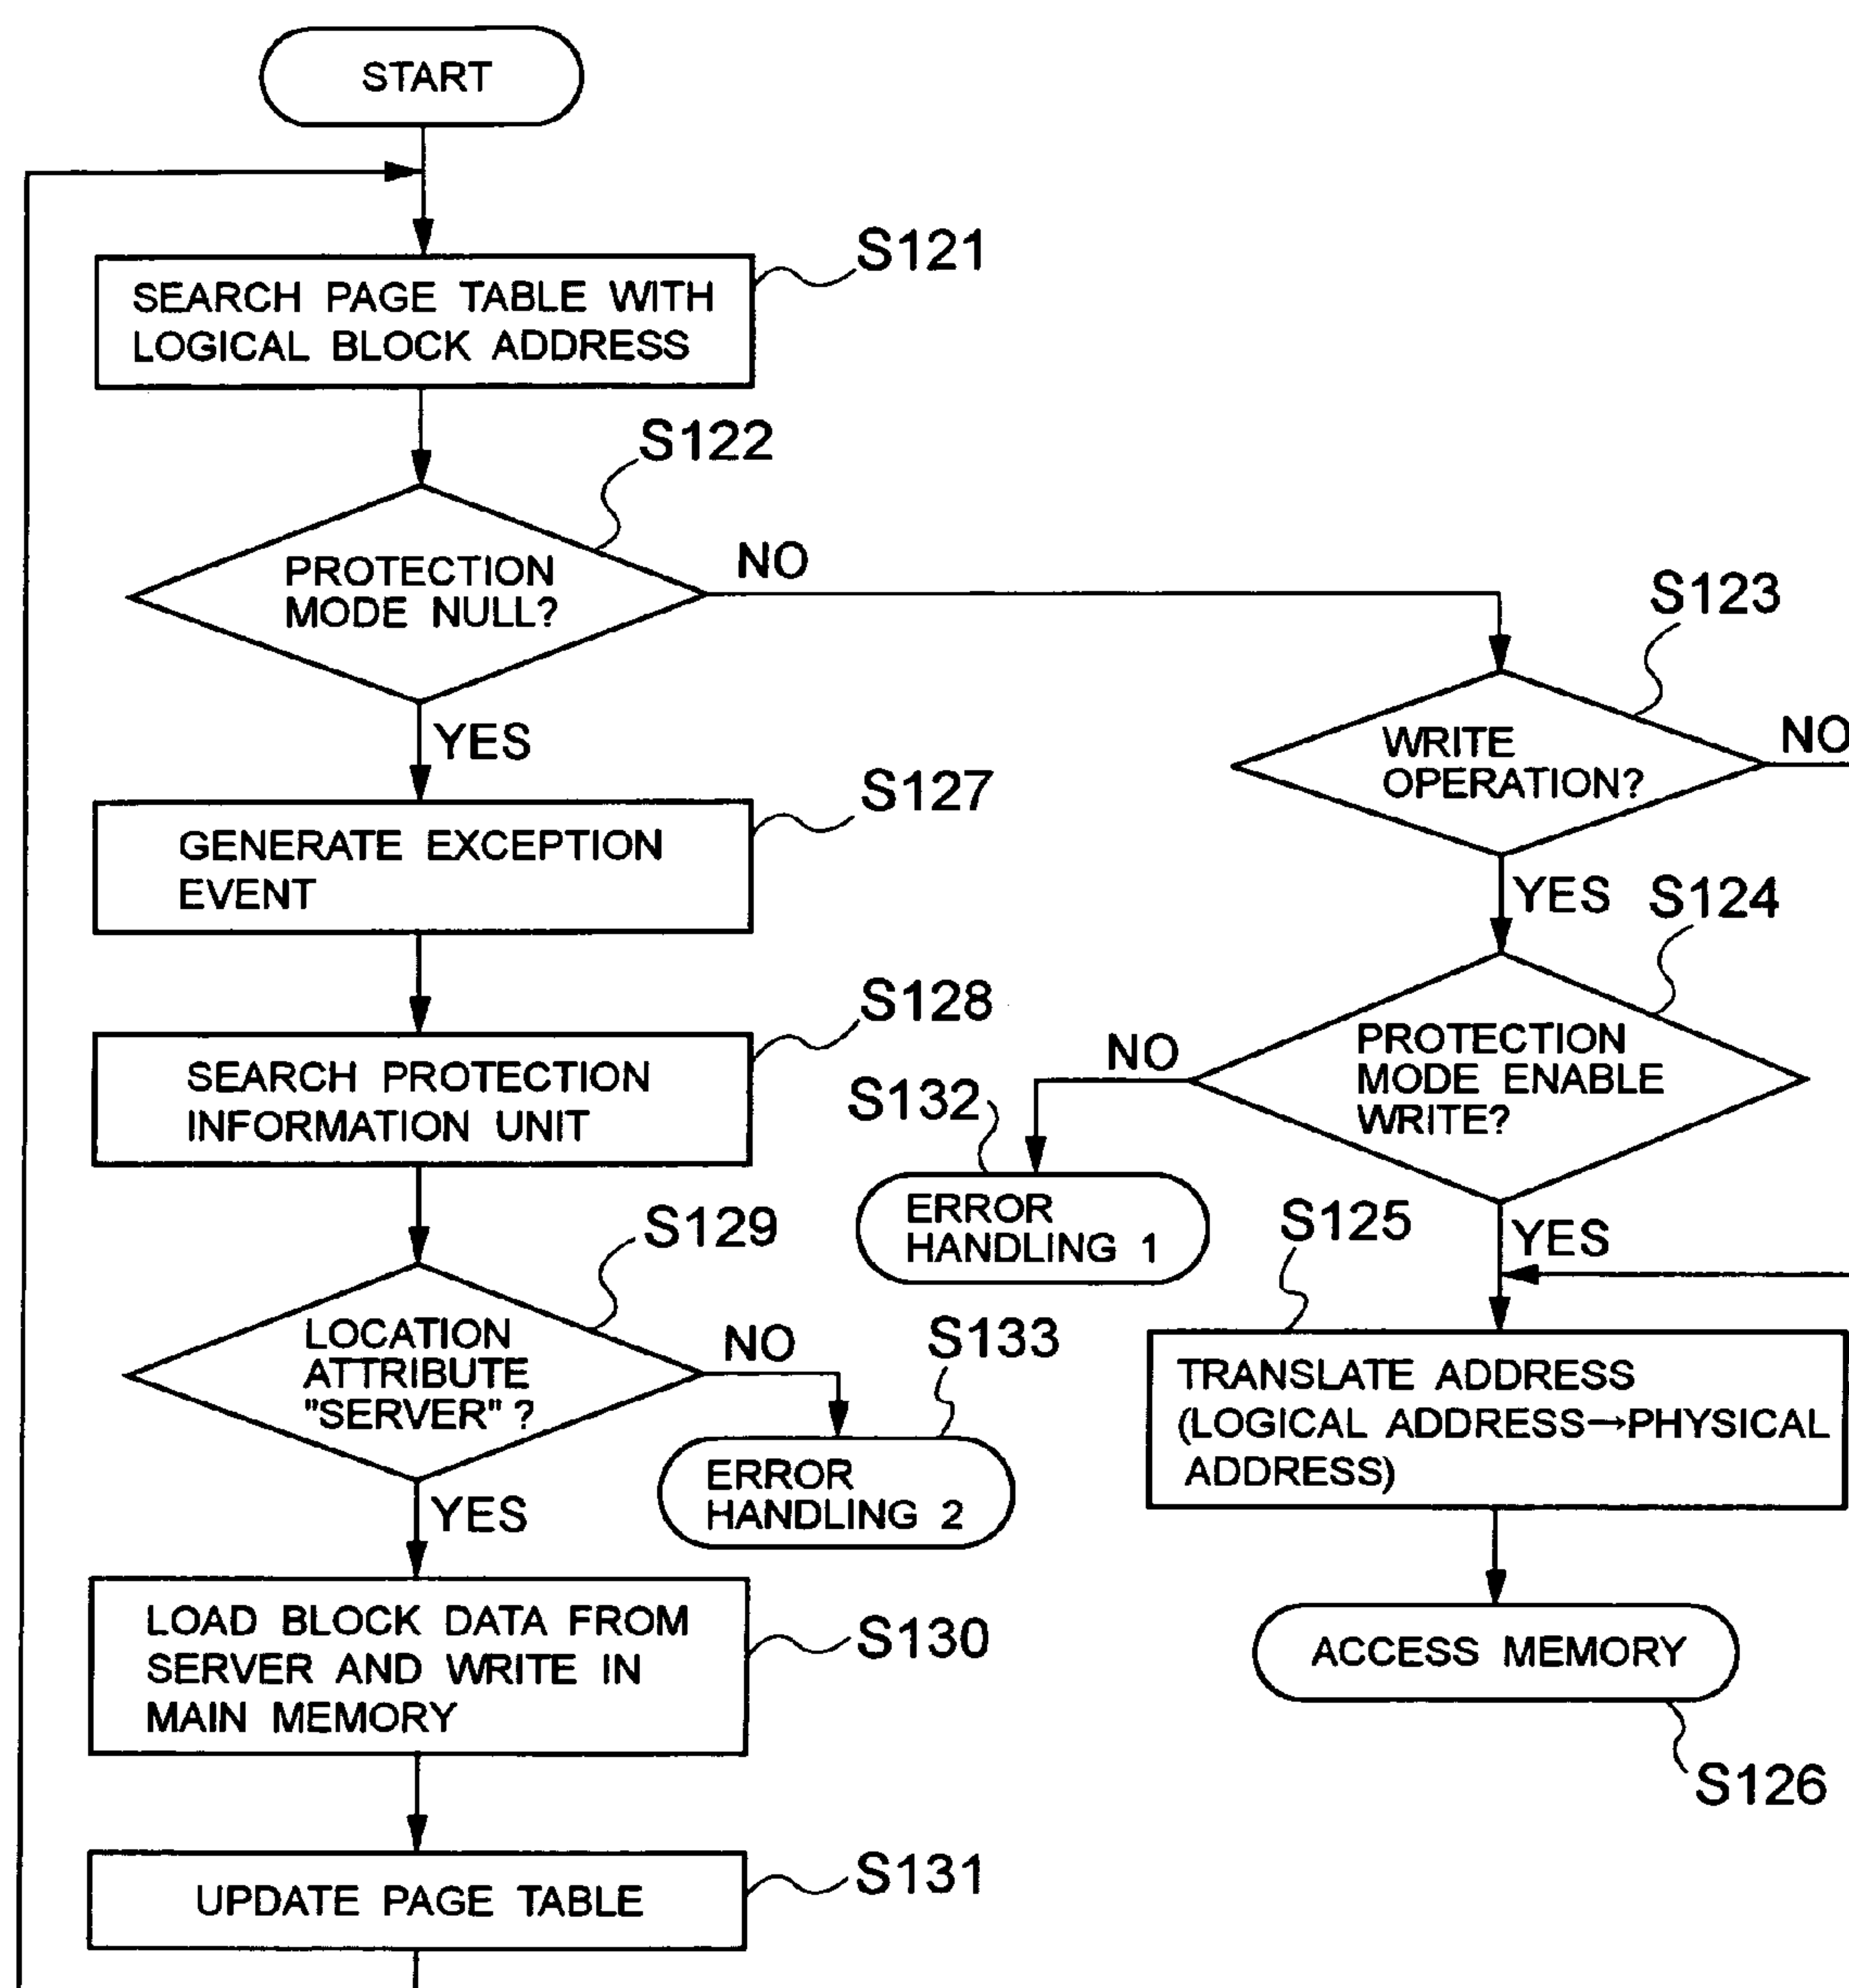 START
S121
SEARCH PAGE TABLE WITH
LOGICAL BLOCK ADDRESS
S122
PROTECTION
MODE NULL?
NO
YES
S123
WRITE
OPERATION?
NO
YES
S127
GENERATE EXCEPTION
EVENT
S124
PROTECTION
MODE ENABLE
WRITE?
NO
YES
S128
SEARCH PROTECTION
INFORMATION UNIT
S132
ERROR
HANDLING 1
S129
LOCATION
ATTRIBUTE
"SERVER" ?
NO
YES
S133
ERROR
HANDLING 2
S125
TRANSLATE ADDRESS
(LOGICAL ADDRESS→PHYSICAL
ADDRESS)
S130
LOAD BLOCK DATA FROM
SERVER AND WRITE IN
MAIN MEMORY
ACCESS MEMORY
S126
S131
UPDATE PAGE TABLE